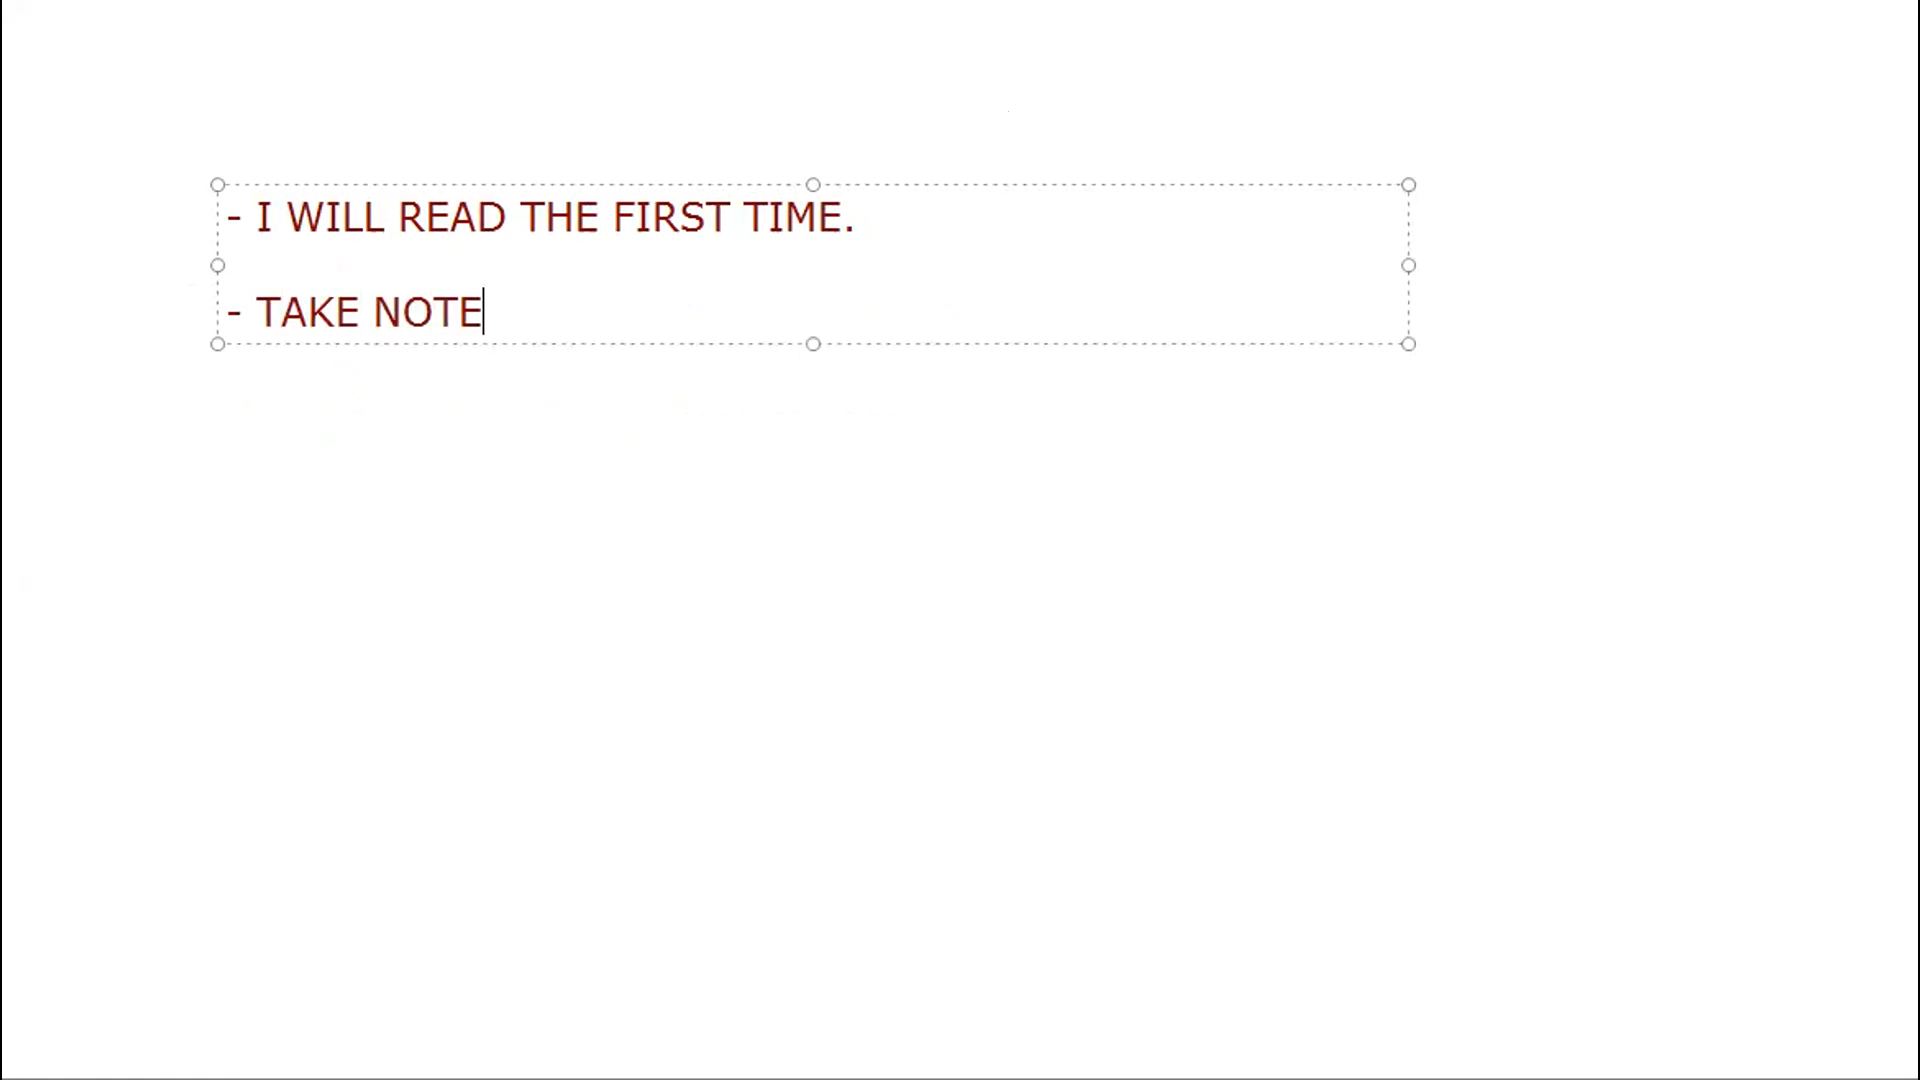 - I WILL READ THE FIRST TIME.
- TAKE NOTE